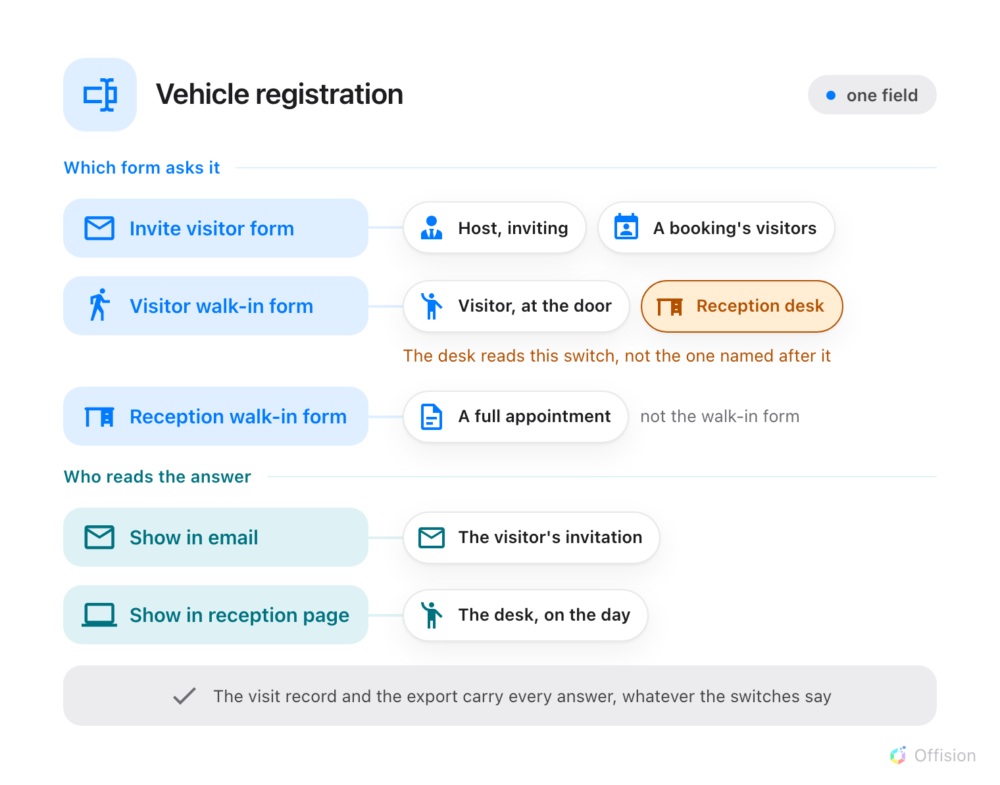 Vehicle registration
one field
Which form asks it
Invite visitor form
Host, inviting
A booking's visitors
Visitor walk-in form
Visitor, at the door
Reception desk
The desk reads this switch, not the one named after it
Reception walk-in form
A full appointment
not the walk-in form
Who reads the answer
Show in email
The visitor's invitation
Show in reception page
The desk, on the day
The visit record and the export carry every answer, whatever the switches say
Offision